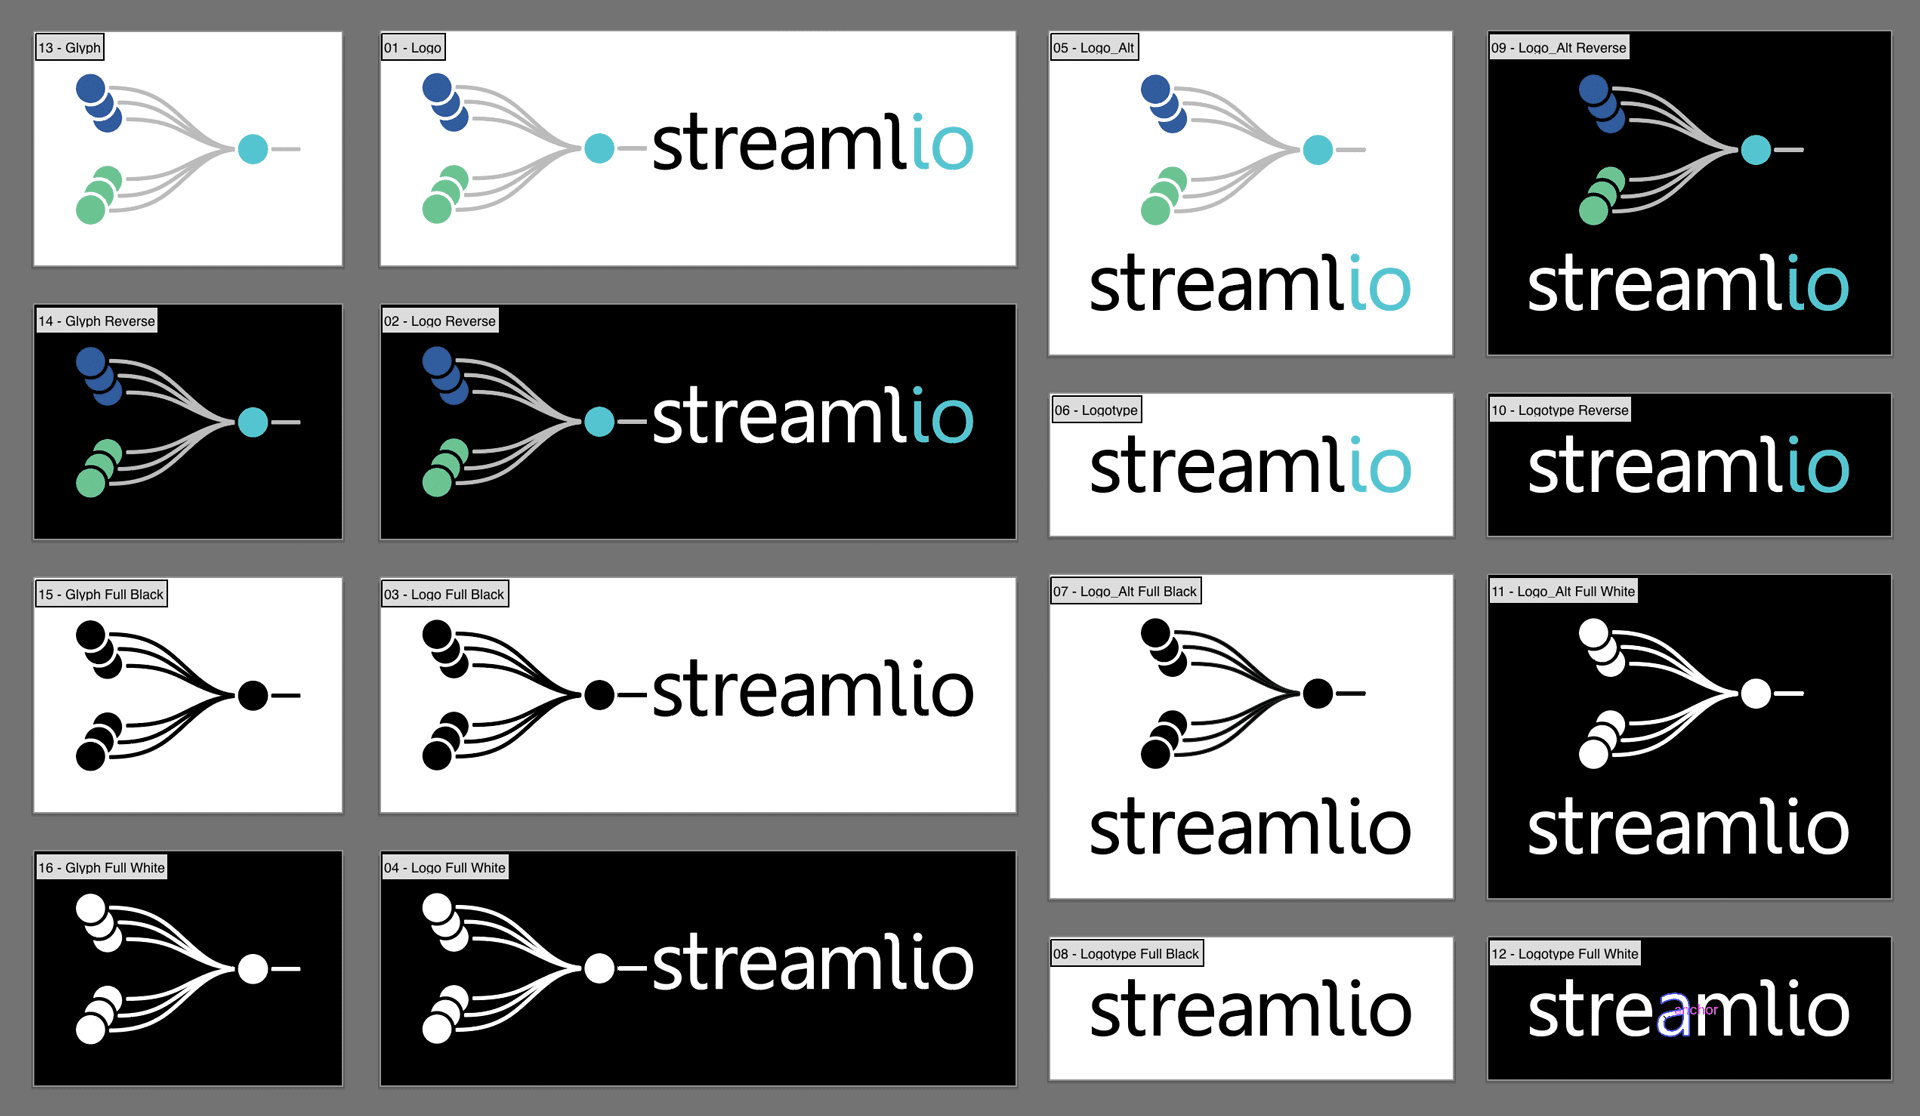 13 - Glyph
01 - Logo
streamlio
05 - Logo_Alt
streamlio
09 - Logo_Alt Reverse
streamlio
14 - Glyph Reverse
02 - Logo Reverse
streamlio
06 - Logotype
streamlio
10 - Logotype Reverse
streamlio
15 - Glyph Full Black
03 - Logo Full Black
streamlio
07 - Logo_Alt Full Black
streamlio
11 - Logo_Alt Full White
streamlio
16 - Glyph Full White
04 - Logo Full White
streamlio
08 - Logotype Full Black
streamlio
12 - Logotype Full White
streamlio
anchor